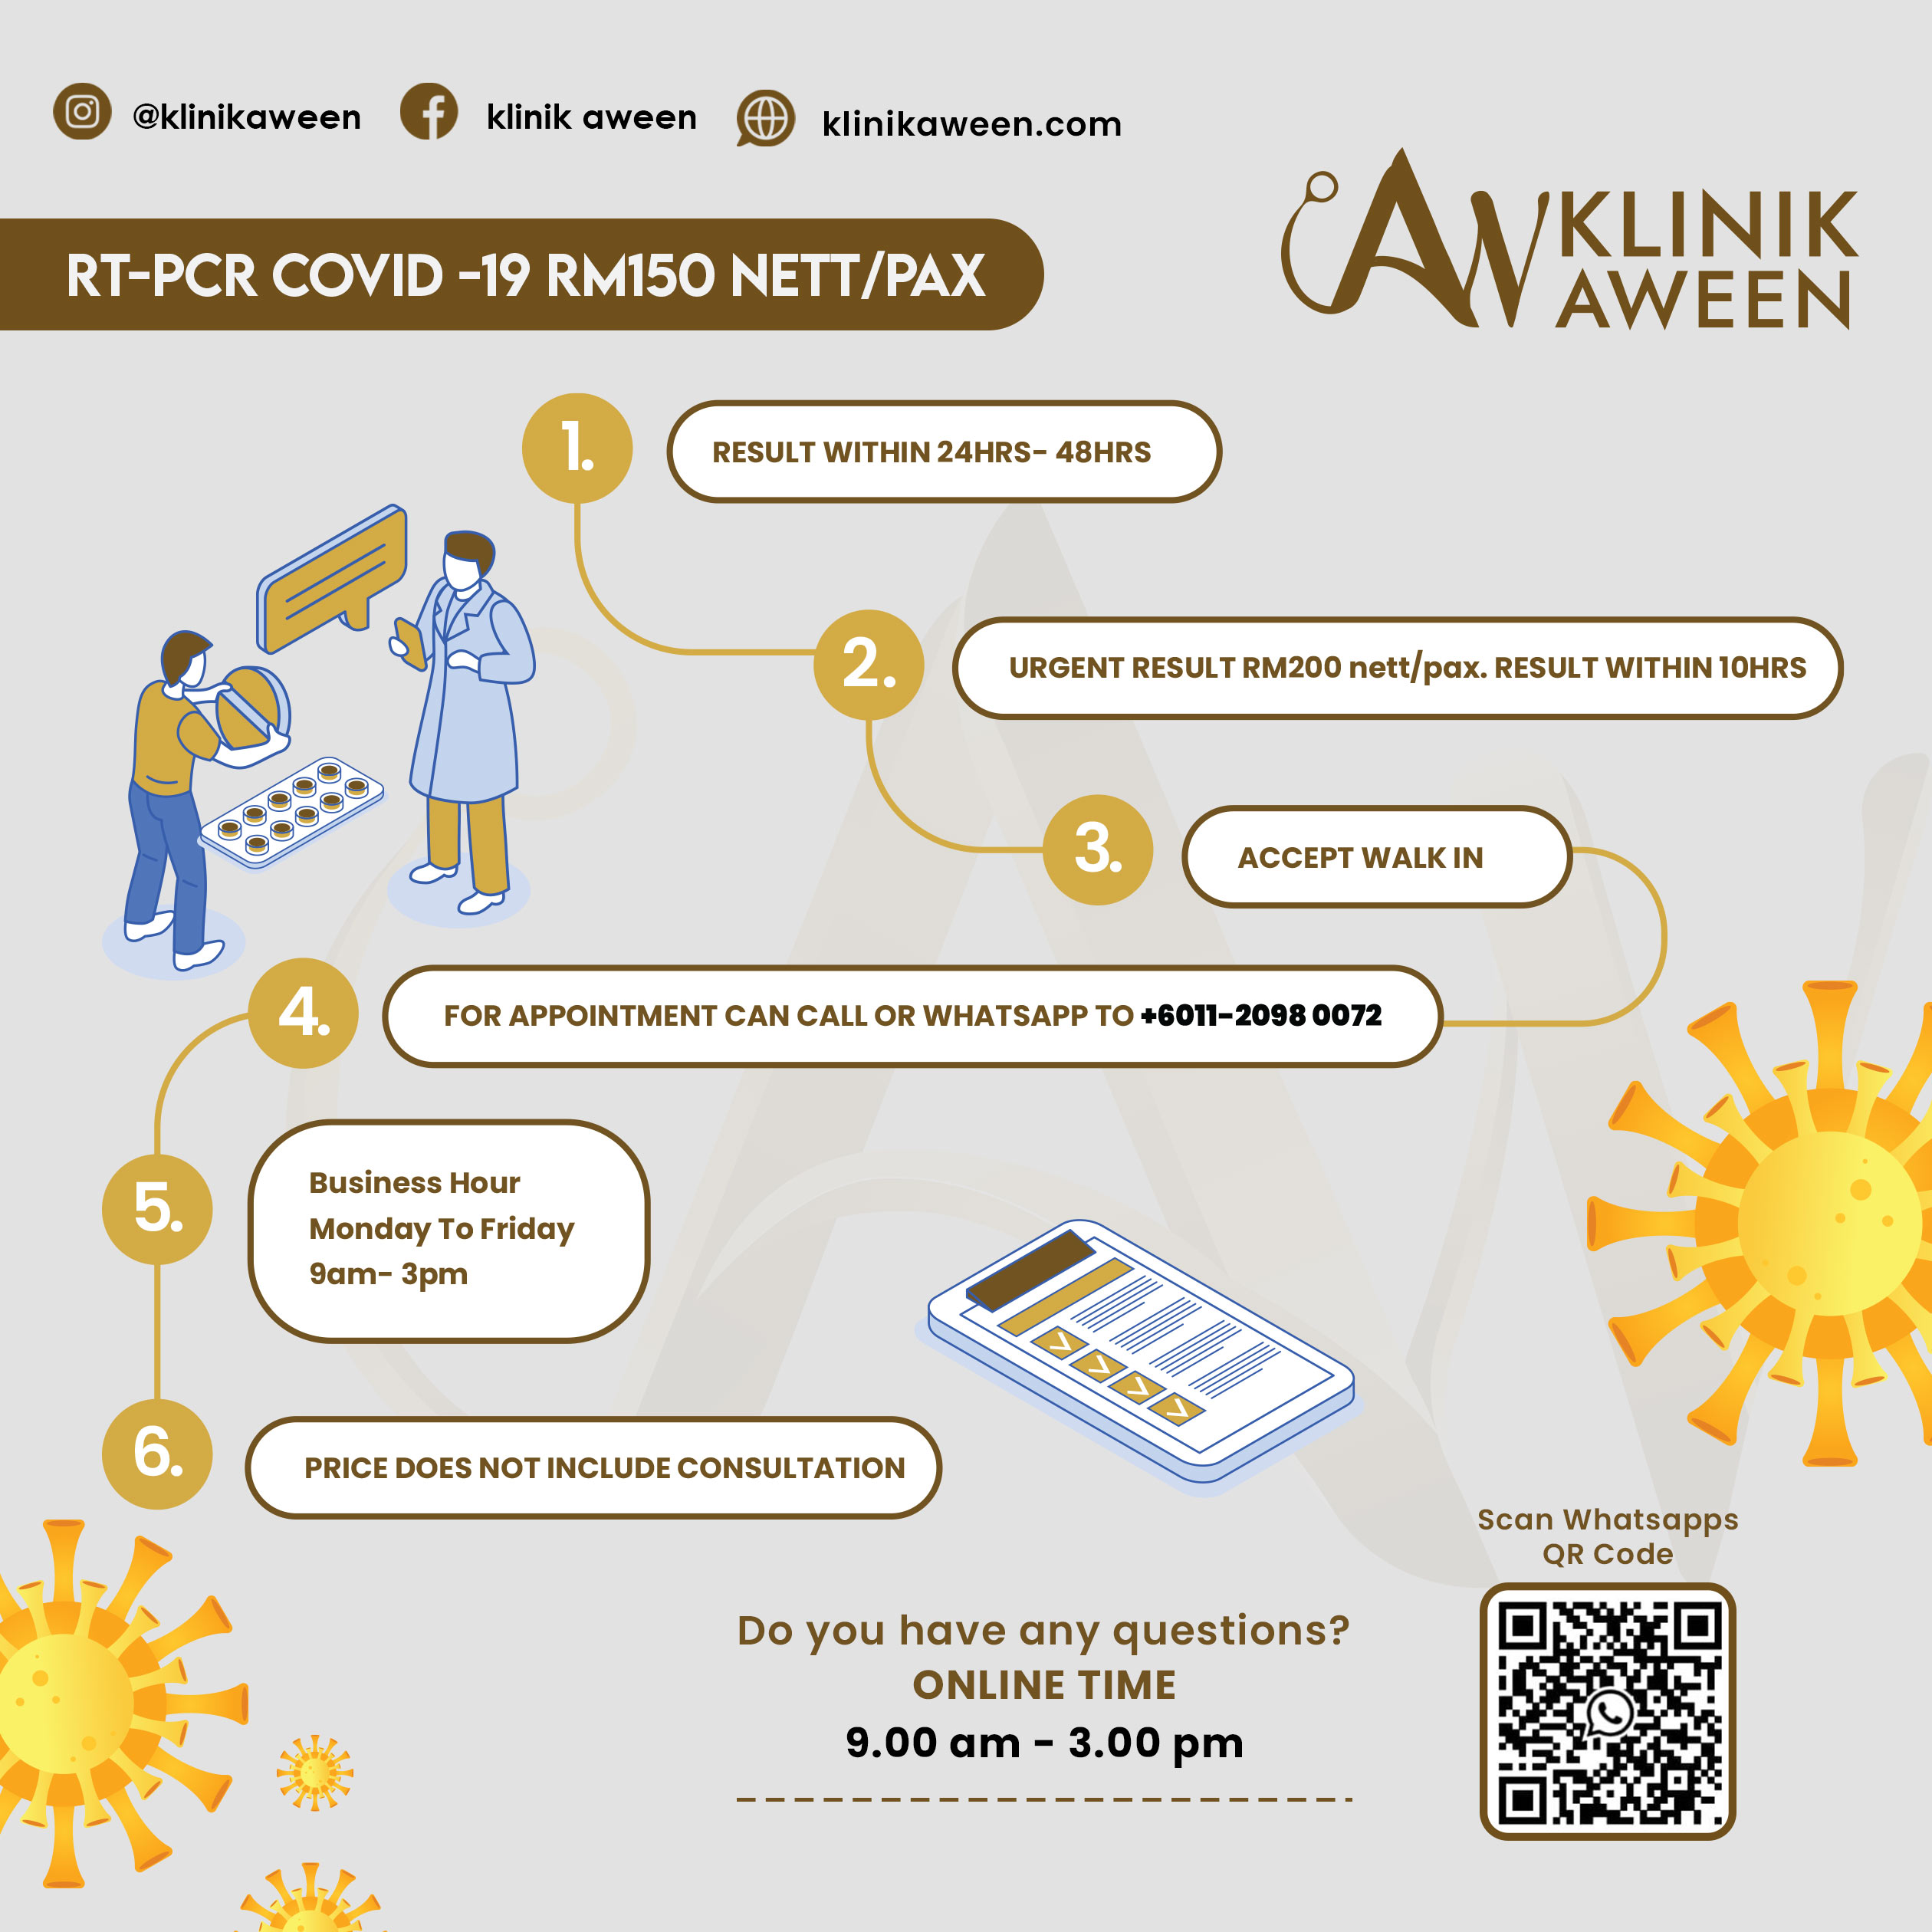 @klinikaween
klinik aween
klinikaween.com
KLINIK
AWEEN
RT-PCR COVID -19 RM150 NETT/PAX
1.
RESULT WITHIN 24HRS- 48HRS
2.
URGENT RESULT RM200 nett/pax. RESULT WITHIN 10HRS
3.
ACCEPT WALK IN
4.
FOR APPOINTMENT CAN CALL OR WHATSAPP TO +6011-2098 0072
5.
Business Hour
Monday To Friday
9am- 3pm
6.
PRICE DOES NOT INCLUDE CONSULTATION
Scan Whatsapps
QR Code
Do you have any questions?
ONLINE TIME
9.00 am - 3.00 pm